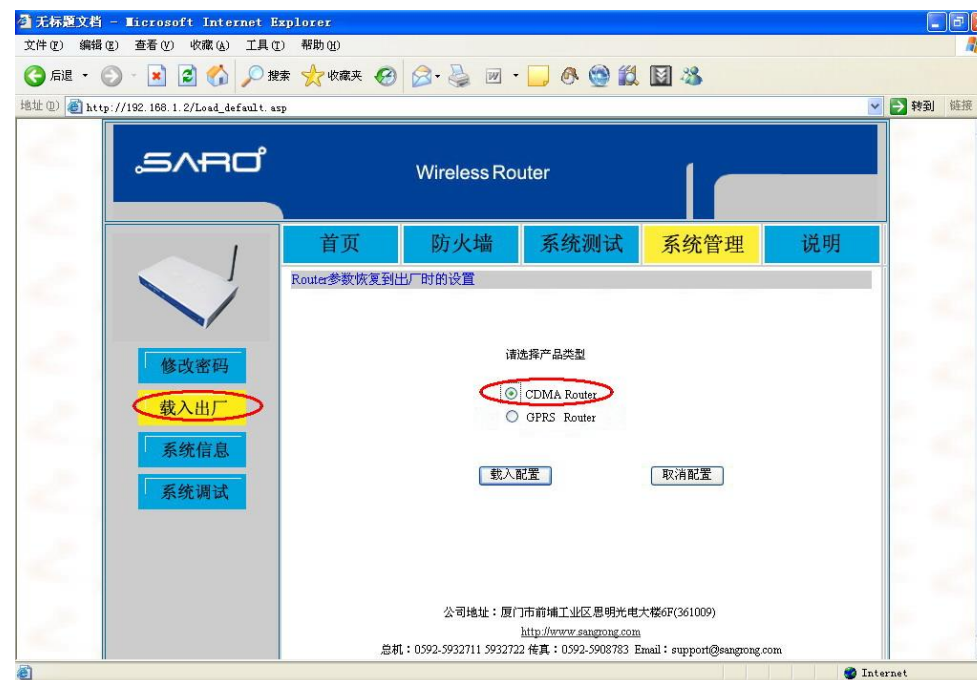 无标题文档 - Microsoft Internet Explorer
文件(F) 编辑(E) 查看(V) 收藏(A) 工具(T) 帮助(H)
后退 搜索 收藏夹
地址(D) http://192.168.1.2/Load_default.asp 转到 链接
SARO
Wireless Router
首页 防火墙 系统测试 系统管理 说明
Router参数恢复到出厂时的设置
修改密码
载入出厂
系统信息
系统调试
请选择产品类型
CDMA Router
GPRS Router
载入配置 取消配置
公司地址：厦门市前埔工业区思明光电大楼6F(361009)
http://www.sangrong.com
总机：0592-5932711 5932722 传真：0592-5908783 Email：support@sangrong.com
Internet